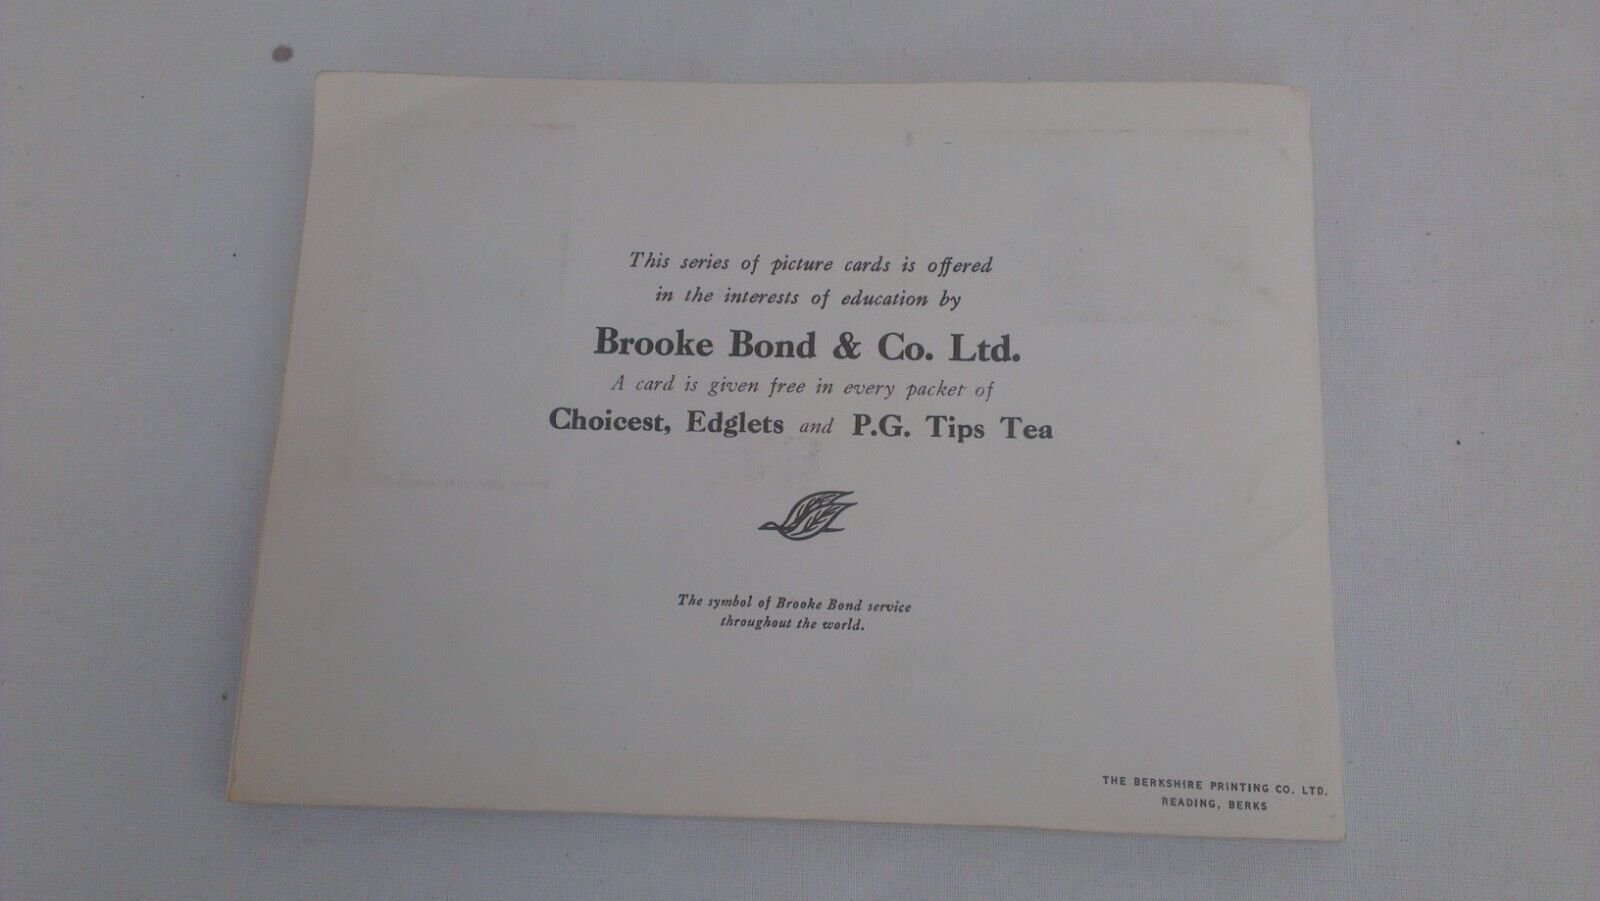 This series of picture cards is offered
in the interests of education by
Brooke Bond & Co. Ltd.
A card is given free in every packet of
Choicest, Edglets and P.G. Tips Tea
The symbol of Brooke Bond service
throughout the world.
THE BERKSHIRE PRINTING CO. LTD.
READING, BERKS